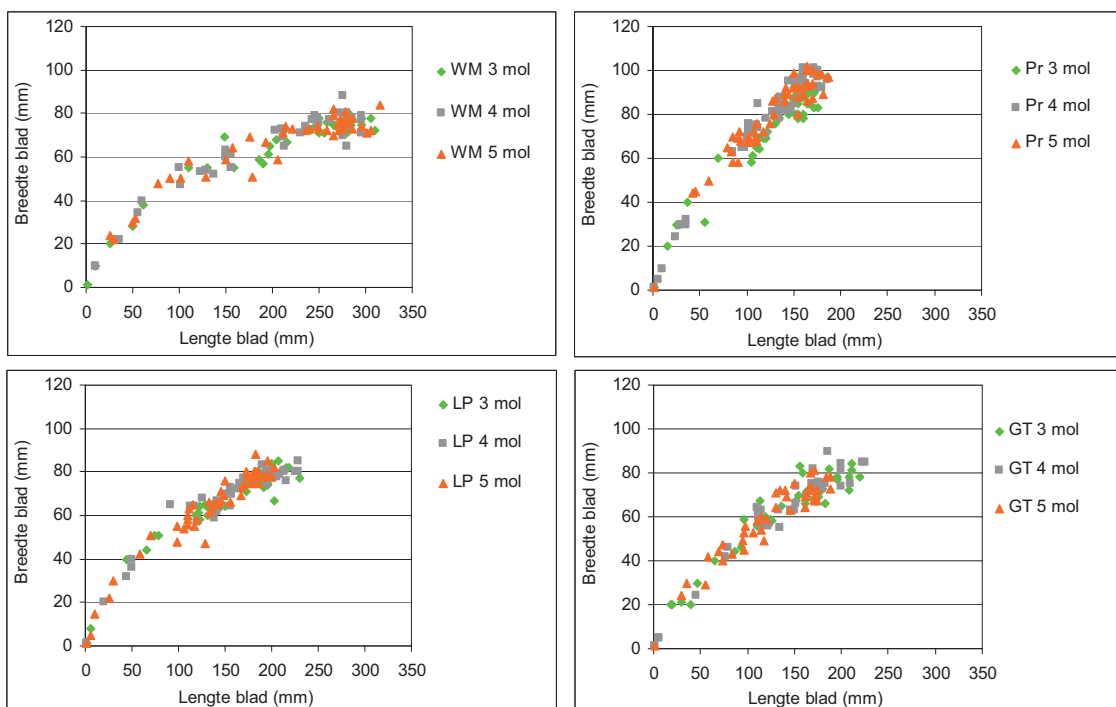 120
100
80
60
40
20
0
Breedte blad (mm)
0 50 100 150 200 250 300 350
Lengte blad (mm)
WM 3 mol
WM 4 mol
WM 5 mol
120
100
80
60
40
20
0
Breedte blad (mm)
0 50 100 150 200 250 300 350
Lengte blad (mm)
Pr 3 mol
Pr 4 mol
Pr 5 mol
120
100
80
60
40
20
0
Breedte blad (mm)
0 50 100 150 200 250 300 350
Lengte blad (mm)
LP 3 mol
LP 4 mol
LP 5 mol
120
100
80
60
40
20
0
Breedte blad (mm)
0 50 100 150 200 250 300 350
Lengte blad (mm)
GT 3 mol
GT 4 mol
GT 5 mol